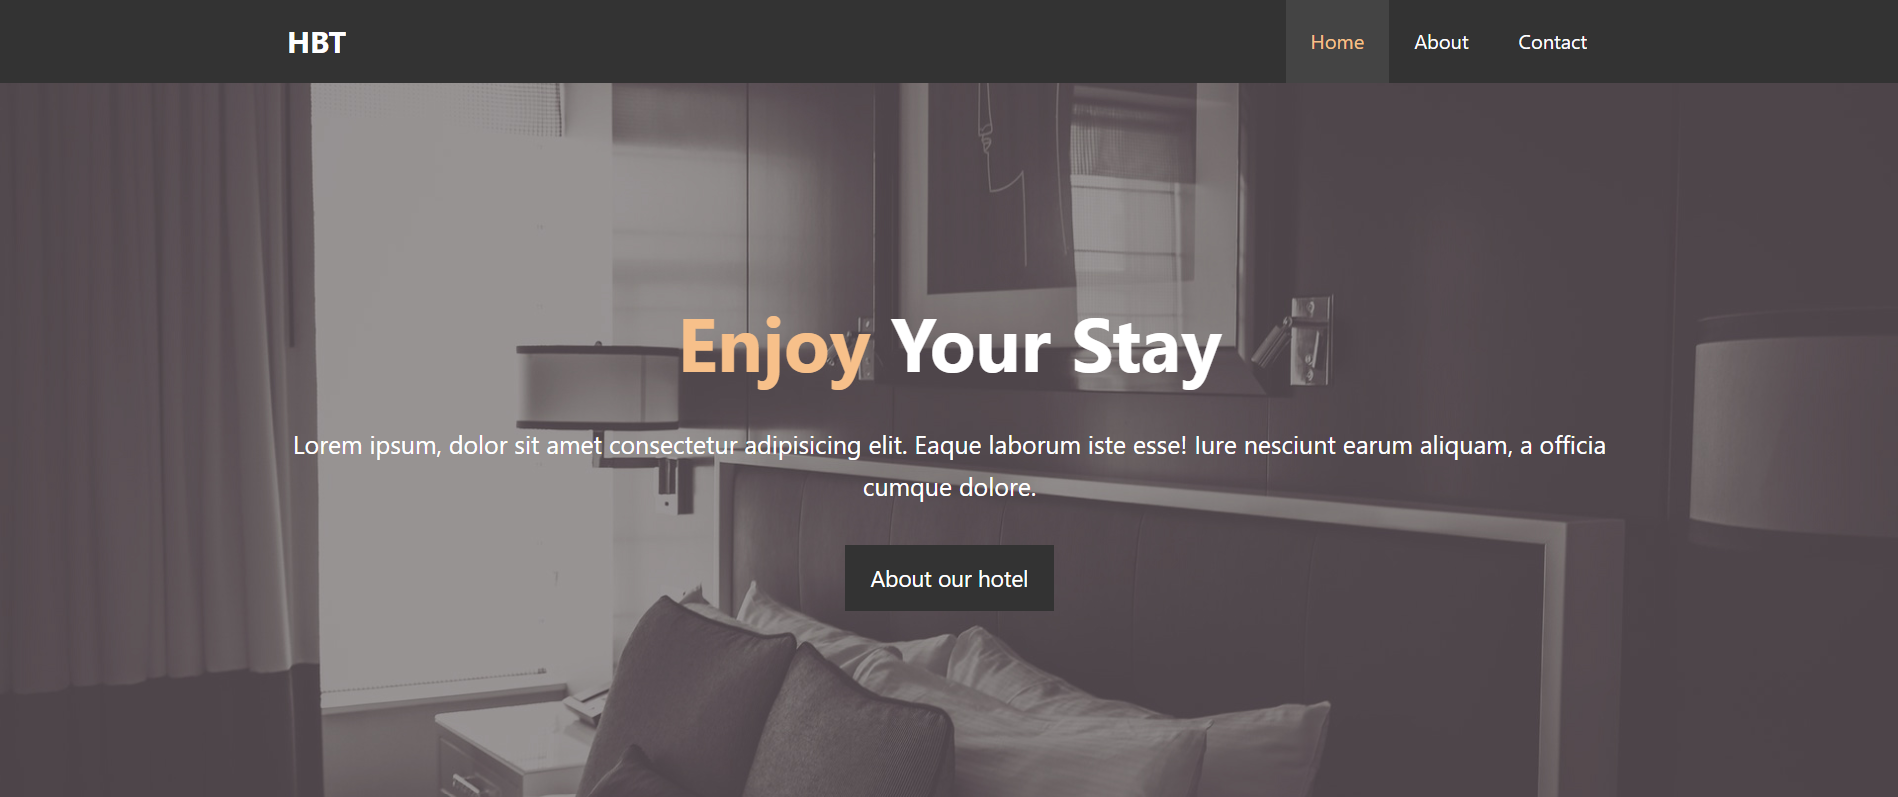 HBT
Home
About
Contact
Enjoy Your Stay
Lorem ipsum, dolor sit amet consectetur adipisicing elit. Eaque laborum iste esse! Iure nesciunt earum aliquam, a officia
cumque dolore.
About our hotel